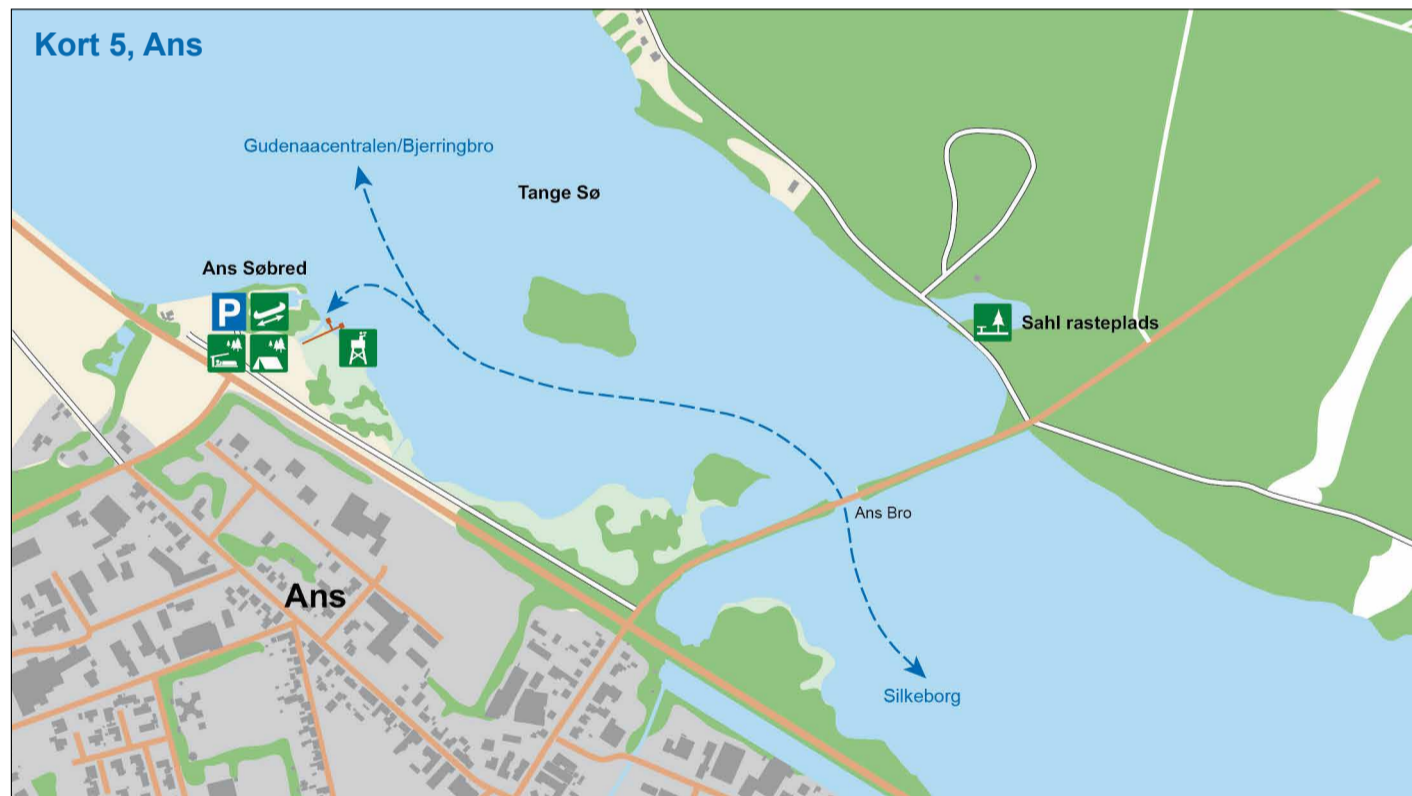 Kort 5, Ans
Gudenaacentralen/Bjerringbro
Tange Sø
Ans Søbred
P
Sahl rasteplads
Ans Bro
Ans
Silkeborg